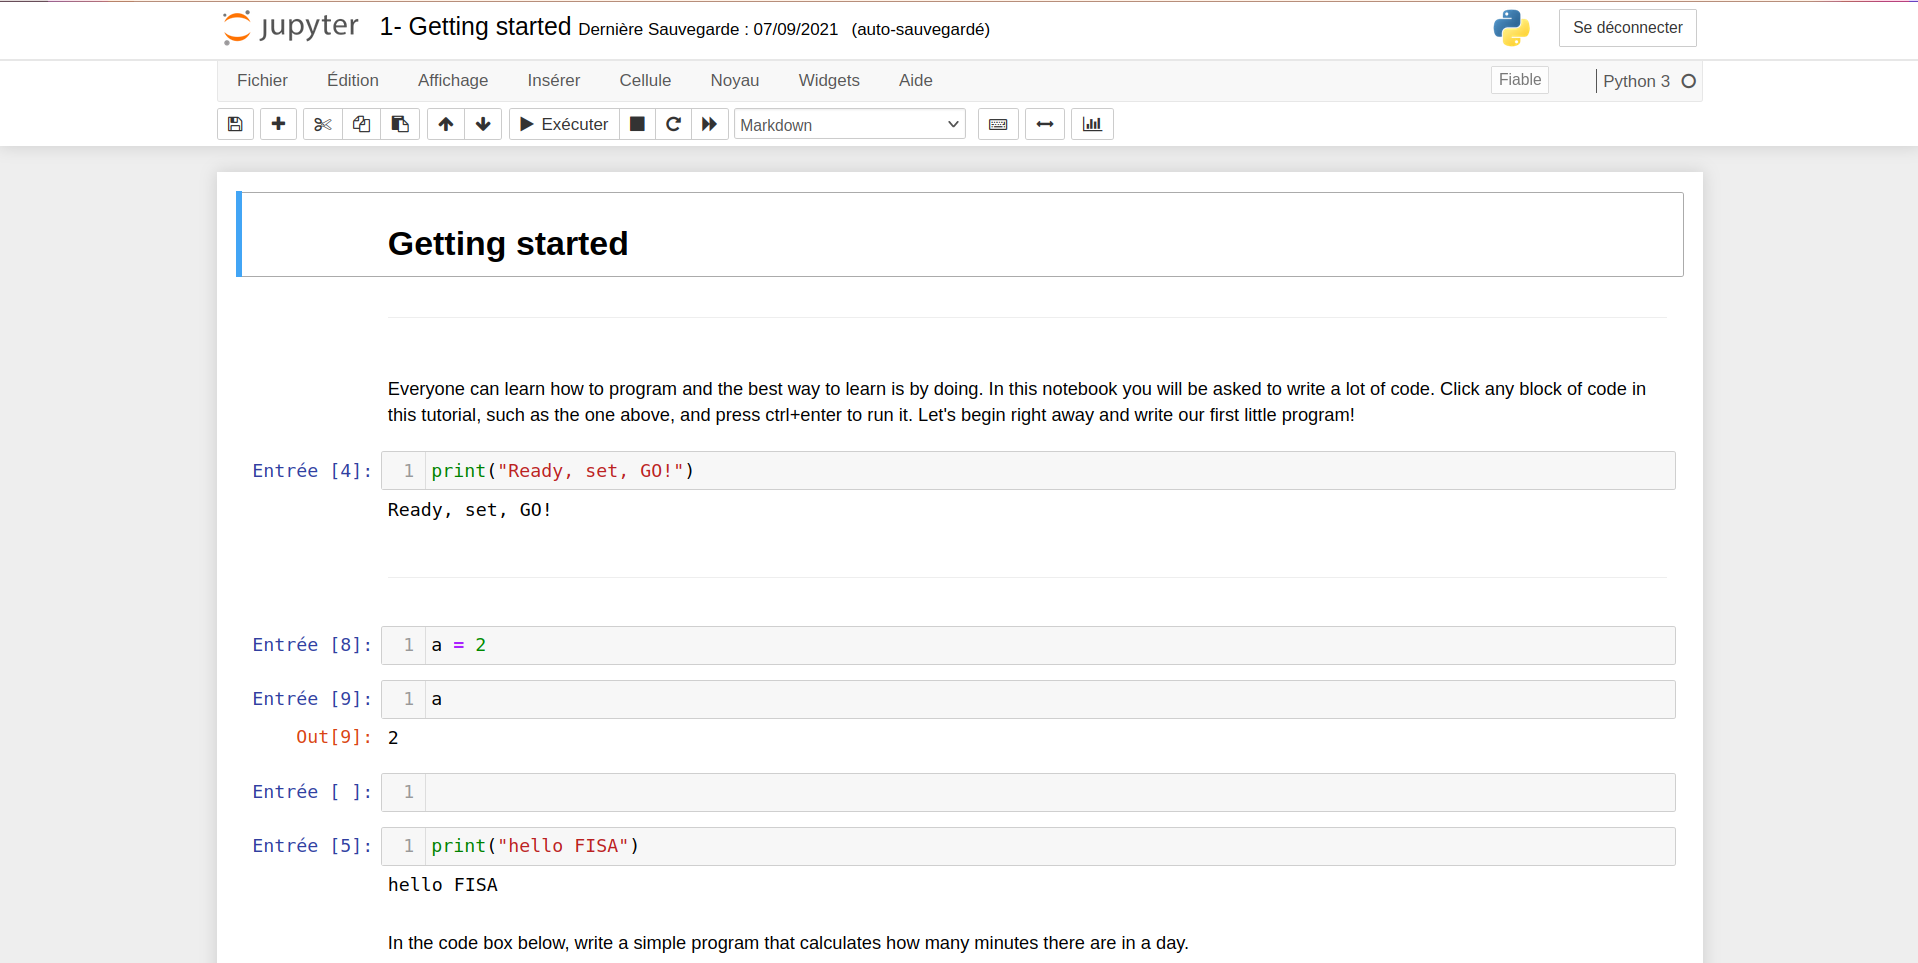 jupyter 1- Getting started Dernière Sauvegarde : 07/09/2021 (auto-sauvegardé) Se déconnecter
Fichier Édition Affichage Insérer Cellule Noyau Widgets Aide Fiable Python 3
Exécuter Markdown
Getting started
Everyone can learn how to program and the best way to learn is by doing. In this notebook you will be asked to write a lot of code. Click any block of code in
this tutorial, such as the one above, and press ctrl+enter to run it. Let's begin right away and write our first little program!
Entrée [4]: 1 print("Ready, set, GO!")
Ready, set, GO!
Entrée [8]: 1 a = 2
Entrée [9]: 1 a
Out[9]: 2
Entrée [ ]: 1
Entrée [5]: 1 print("hello FISA")
hello FISA
In the code box below, write a simple program that calculates how many minutes there are in a day.